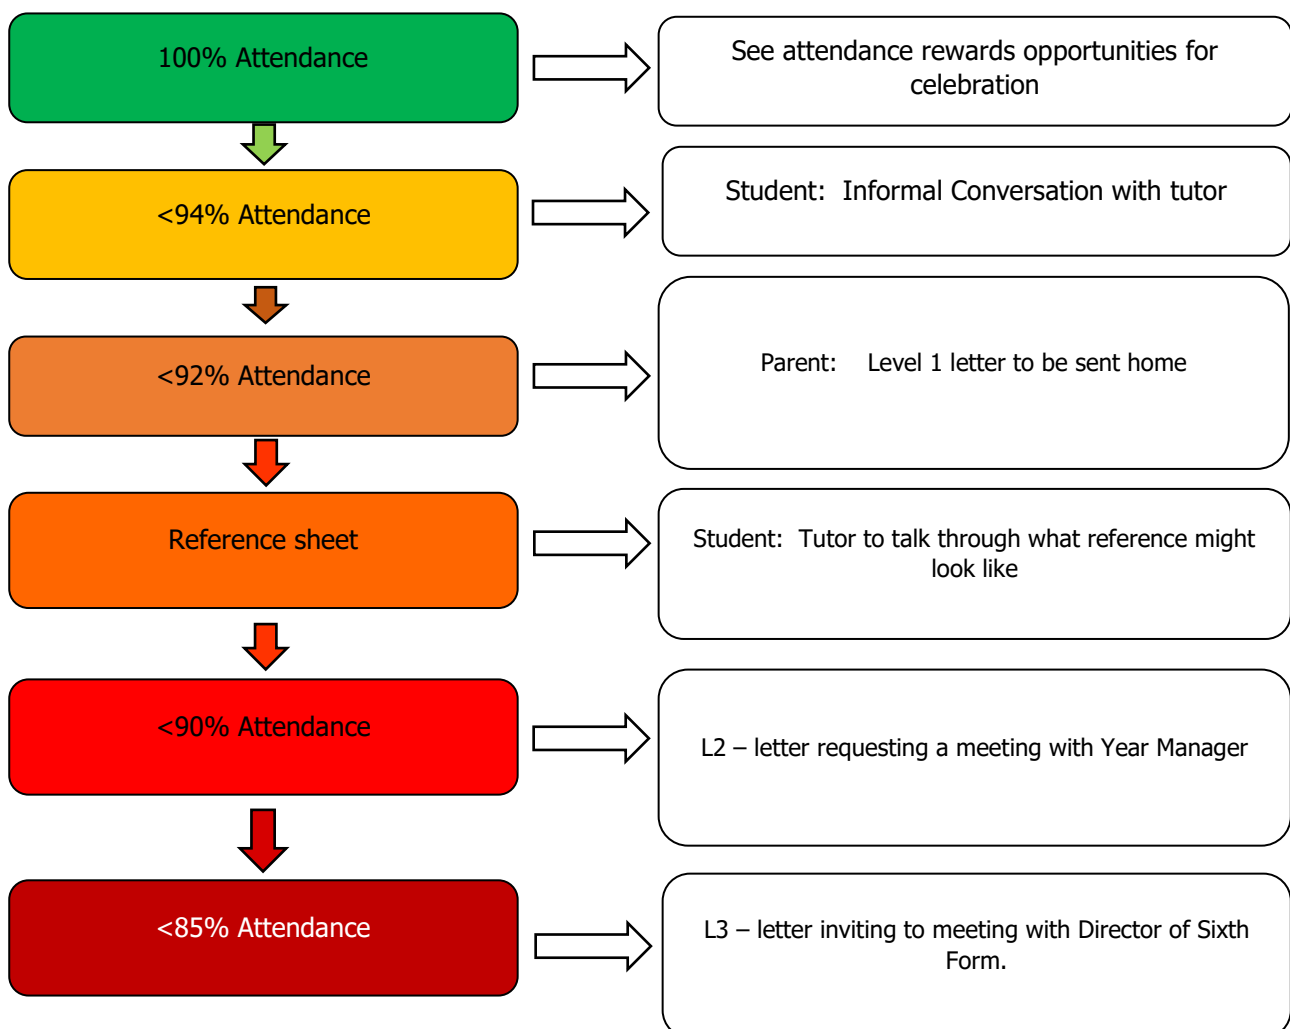 100% Attendance
See attendance rewards opportunities for
celebration
<94% Attendance
Student:  Informal Conversation with tutor
<92% Attendance
Parent:    Level 1 letter to be sent home
Reference sheet
Student:  Tutor to talk through what reference might
look like
<90% Attendance
L2 – letter requesting a meeting with Year Manager
<85% Attendance
L3 – letter inviting to meeting with Director of Sixth
Form.